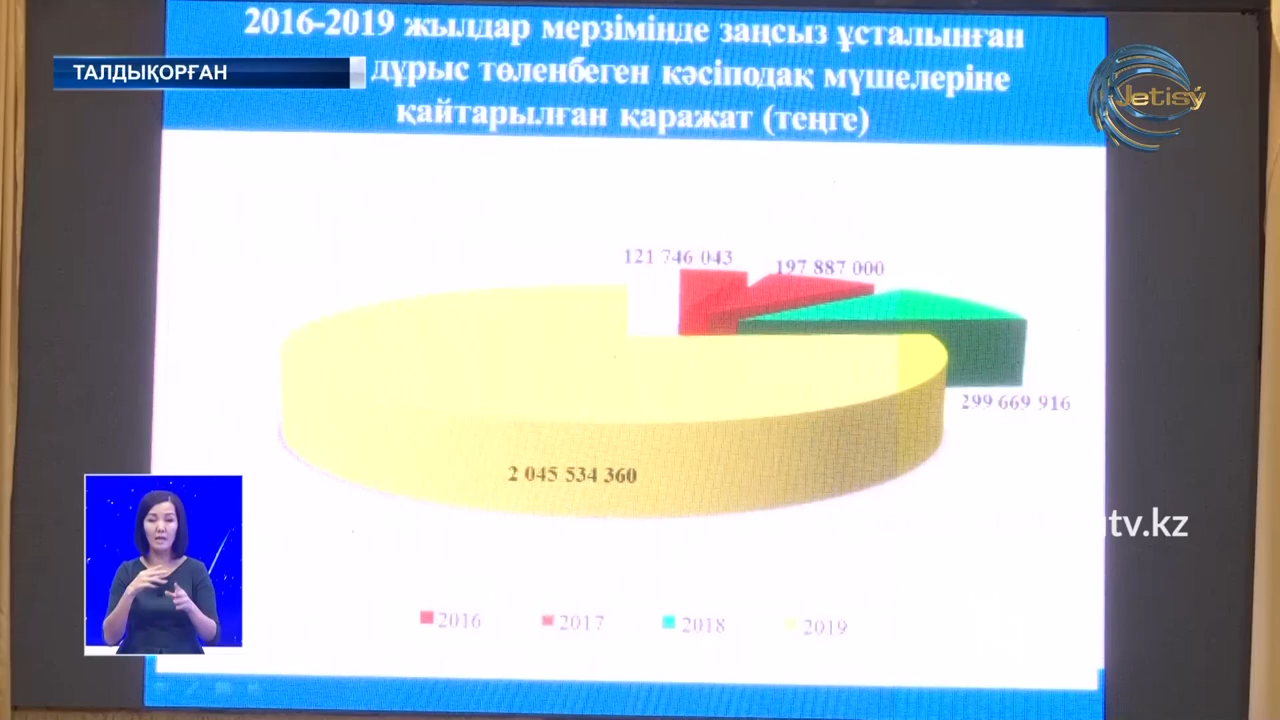 2016-2019 жылдар мерзімінде заңсыз ұсталынған
ТАЛДЫҚОРҒАН
дұрыс төленбеген кәсіподақ мүшелеріне
Jetisý
қайтарылған қаражат (теңге)
121 746 043
197 887 000
299 669 916
2 045 534 360
tv.kz
2016
2017
2018
2019